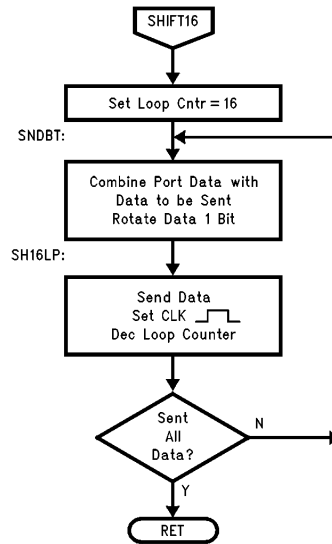 SHIFT16
Set Loop Cntr = 16
SNDBT:
Combine Port Data with
Data to be Sent
Rotate Data 1 Bit
SH16LP:
Send Data
Set CLK
Dec Loop Counter
Sent
All
Data?
N
Y
RET